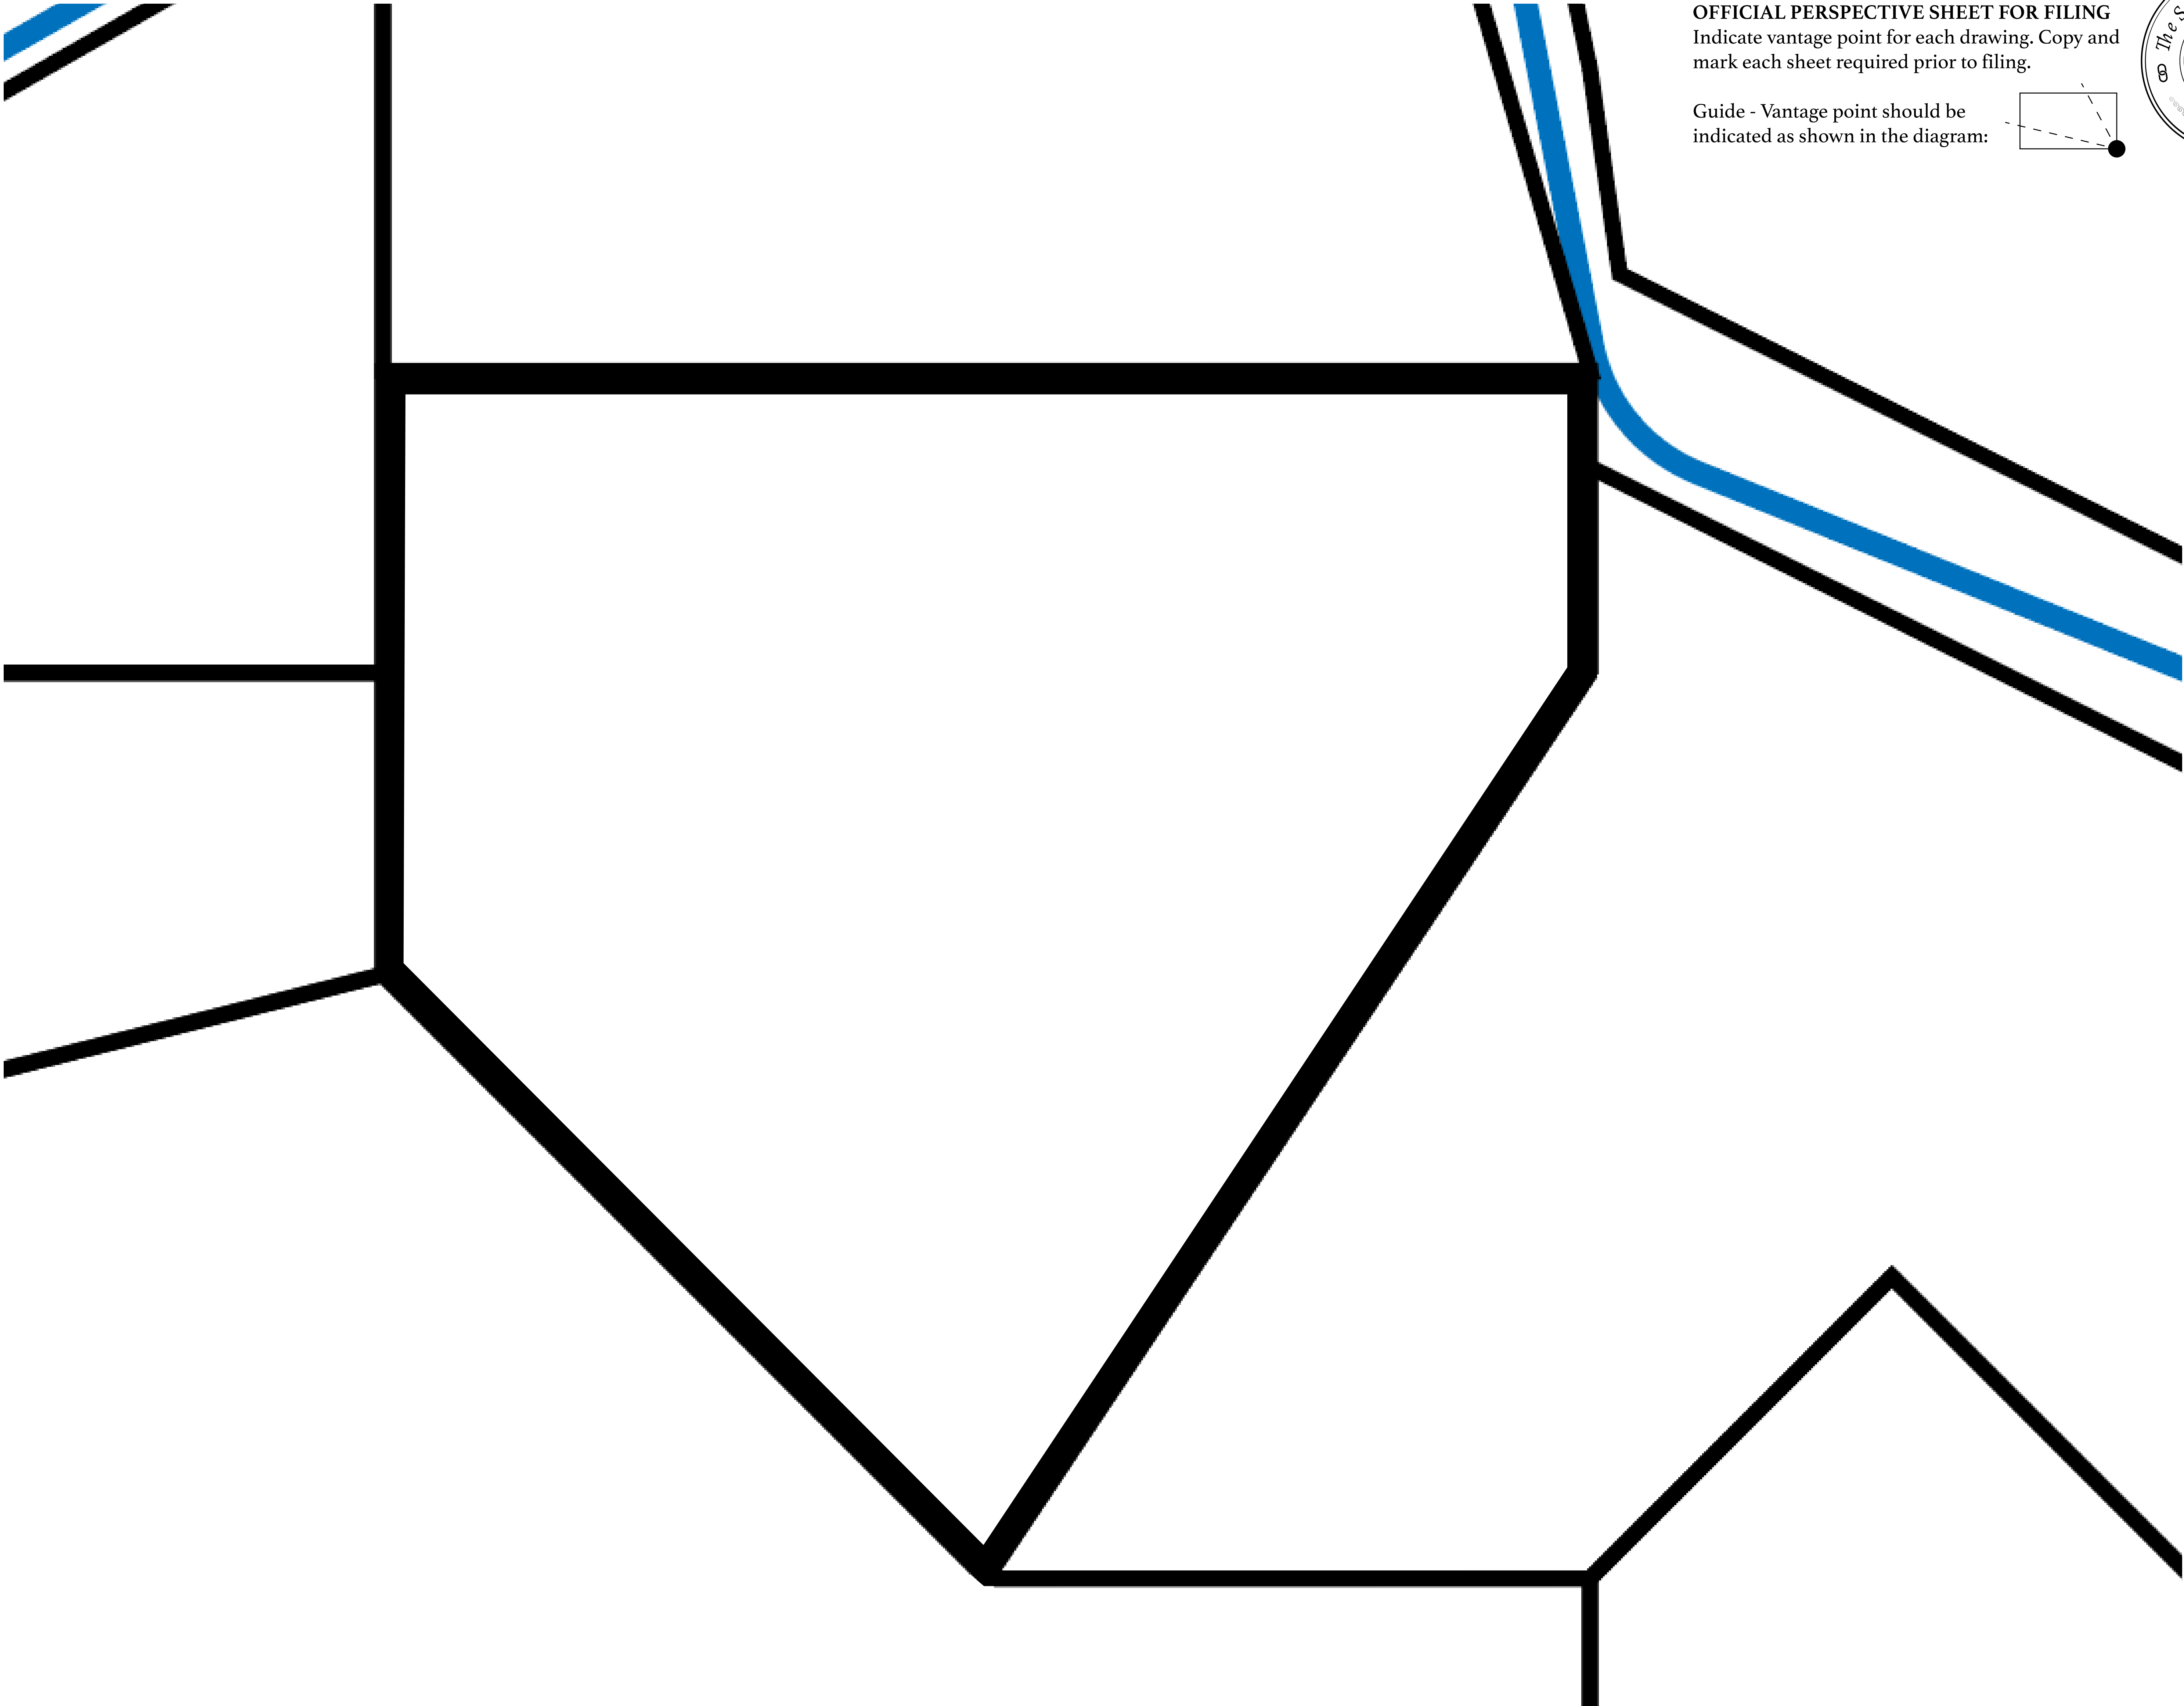 OFFICIAL PERSPECTIVE SHEET FOR FILING
Indicate vantage point for each drawing. Copy and
mark each sheet required prior to filing.
Guide - Vantage point should be
indicated as shown in the diagram:
The